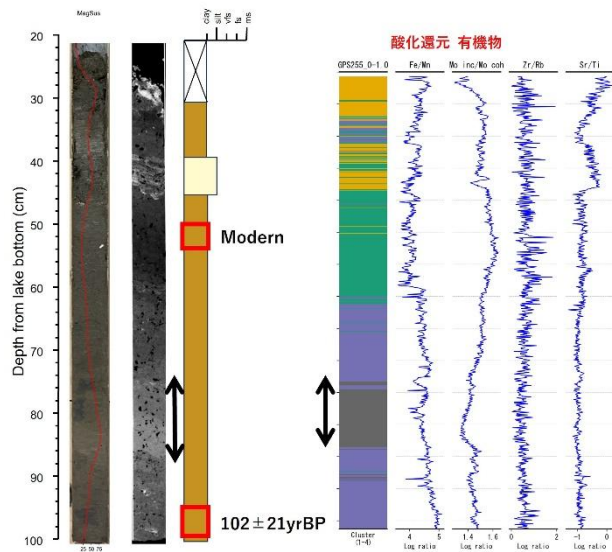 MagSus
clay
silt
vfs
fs
ms
酸化還元 有機物
GPS255_0-1.0
Fe/Mn
Mo inc/Mo coh
Zr/Rb
Sr/Ti
Depth from lake bottom (cm)
20
30
40
50
60
70
80
90
100
Modern
102±21yrBP
25 50 75
Cluster
(1-4)
4 5
Log ratio
1.4 1.6
Log ratio
0 2
Log ratio
-1 0
Log ratio